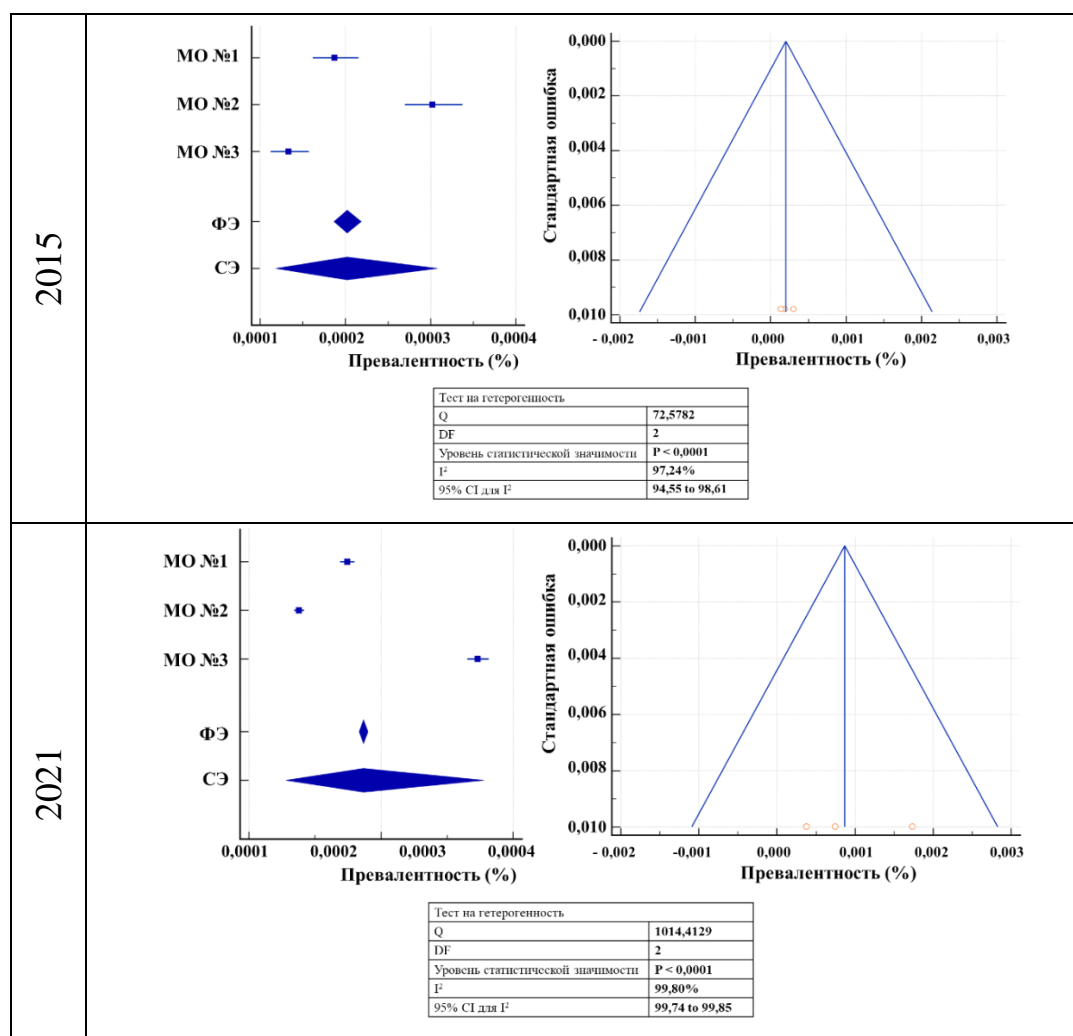 2015
МО №1
МО №2
МО №3
ФЭ
СЭ
0,0001 0,0002 0,0003 0,0004
Превалентность (%)
Стандартная ошибка
0,000
0,002
0,004
0,006
0,008
0,010
- 0,002 -0,001 0,000 0,001 0,002 0,003
Превалентность (%)
Тест на гетерогенность
Q 72,5782
DF 2
Уровень статистической значимости P < 0,0001
I² 97,24%
95% CI для I² 94,55 to 98,61
2021
МО №1
МО №2
МО №3
ФЭ
СЭ
0,0001 0,0002 0,0003 0,0004
Превалентность (%)
Стандартная ошибка
0,000
0,002
0,004
0,006
0,008
0,010
- 0,002 -0,001 0,000 0,001 0,002 0,003
Превалентность (%)
Тест на гетерогенность
Q 1014,4129
DF 2
Уровень статистической значимости P < 0,0001
I² 99,80%
95% CI для I² 99,74 to 99,85